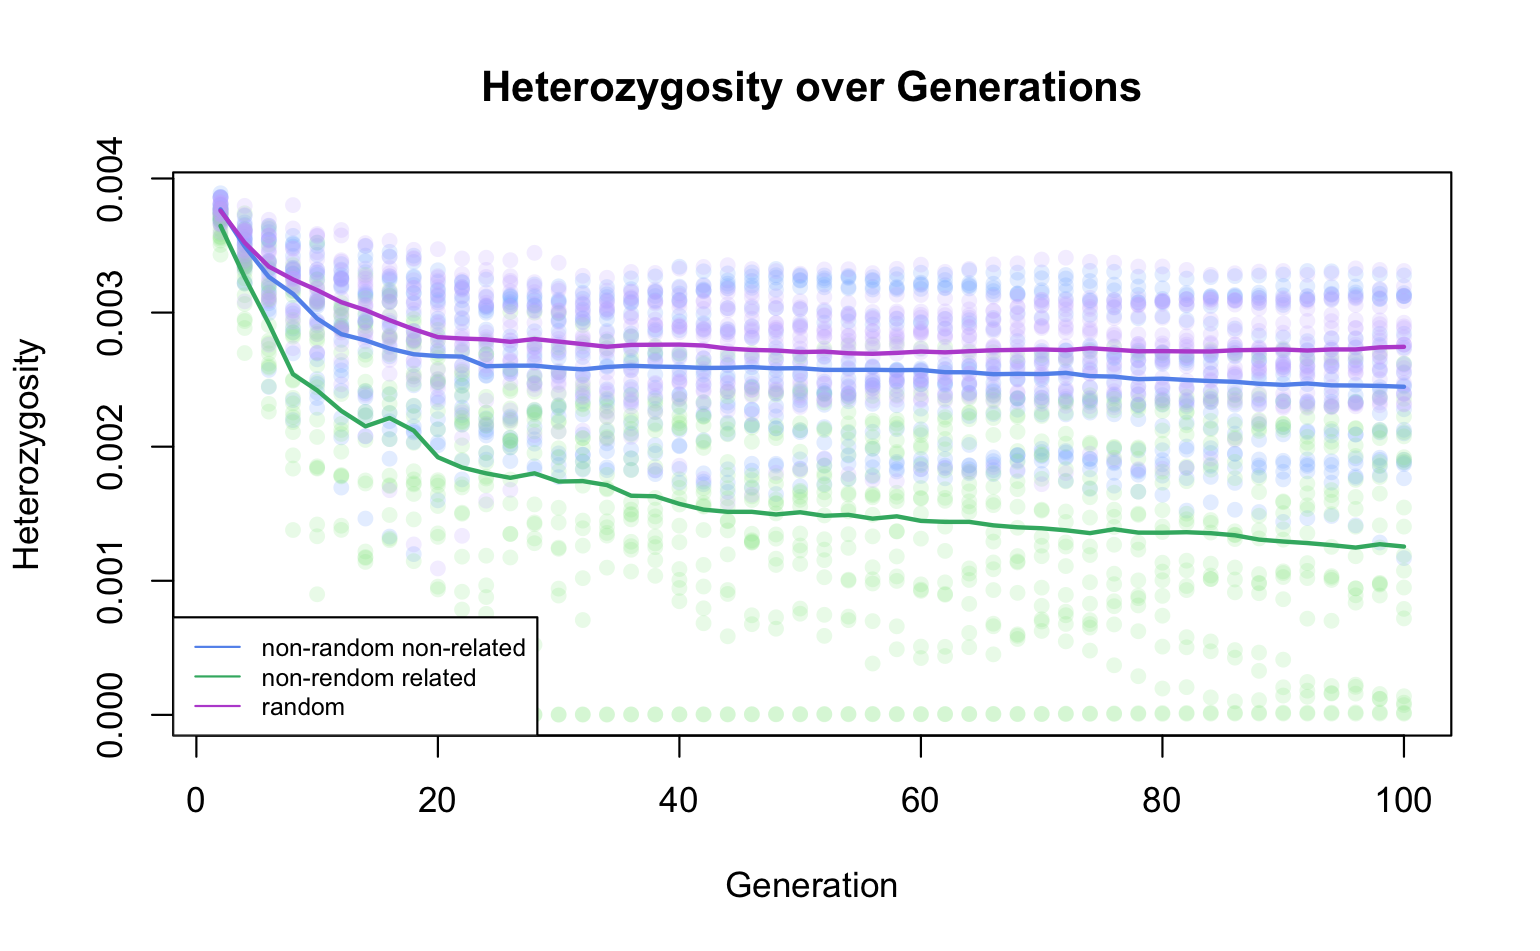 Heterozygosity over Generations
Heterozygosity
0.004
0.003
0.002
0.001
0.000
non-random non-related
non-rendom related
random
0 20 40 60 80 100
Generation